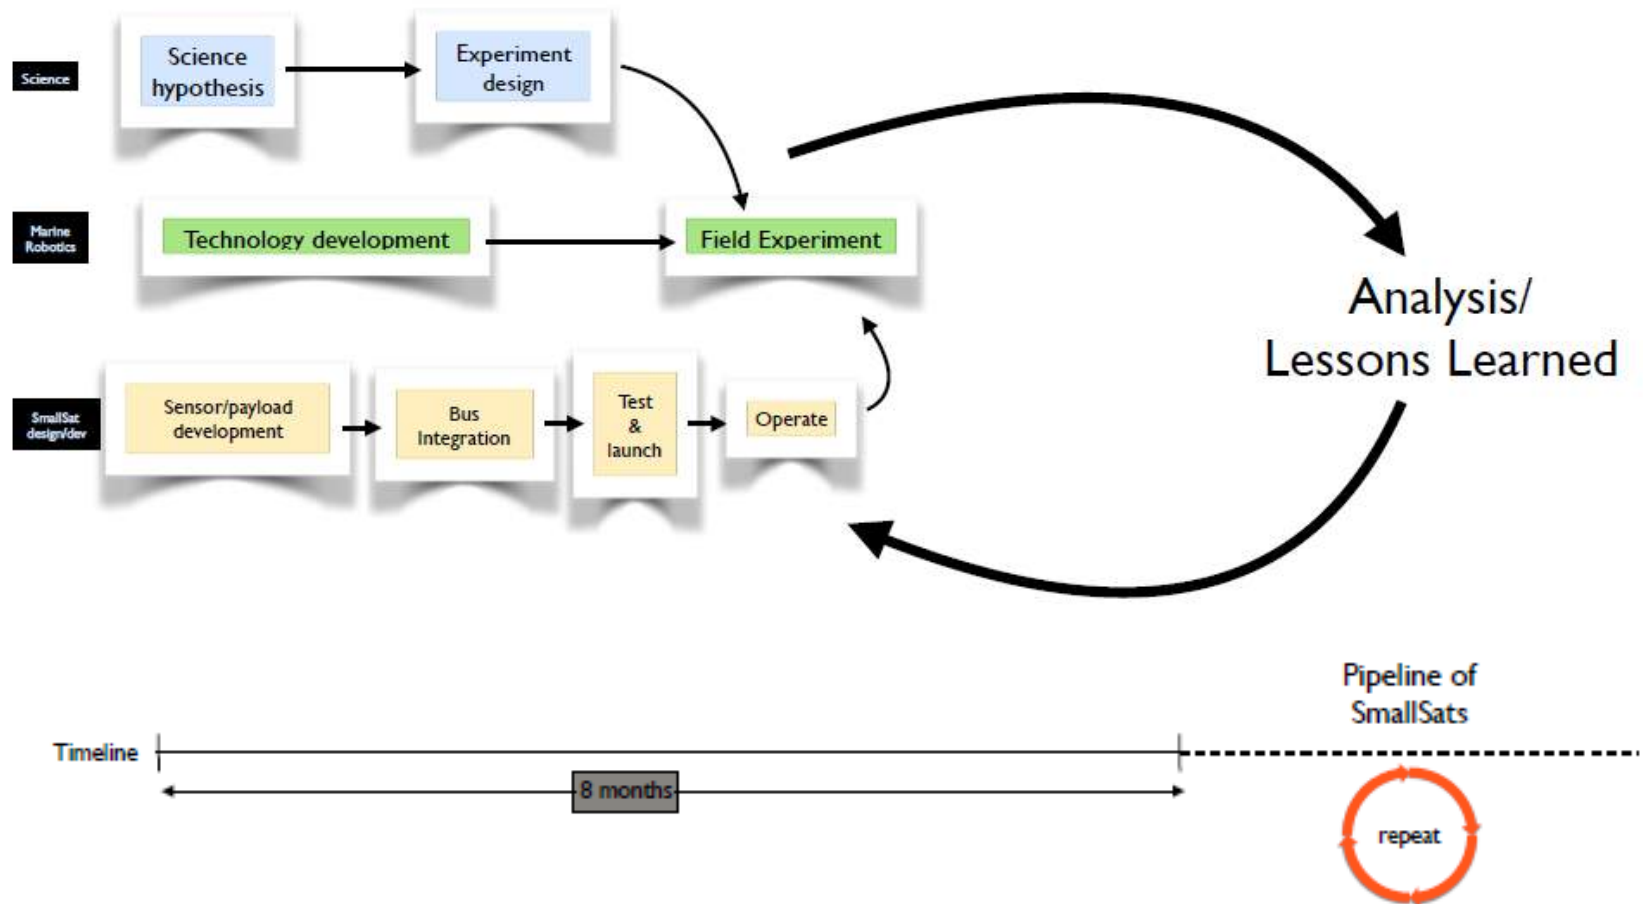 Science
Science
hypothesis
Experiment
design
Marine
Robotics
Technology development
Field Experiment
SmallSat
design/dev
Sensor/payload
development
Bus
Integration
Test
&
launch
Operate
Analysis/
Lessons Learned
Pipeline of
SmallSats
Timeline
8 months
repeat